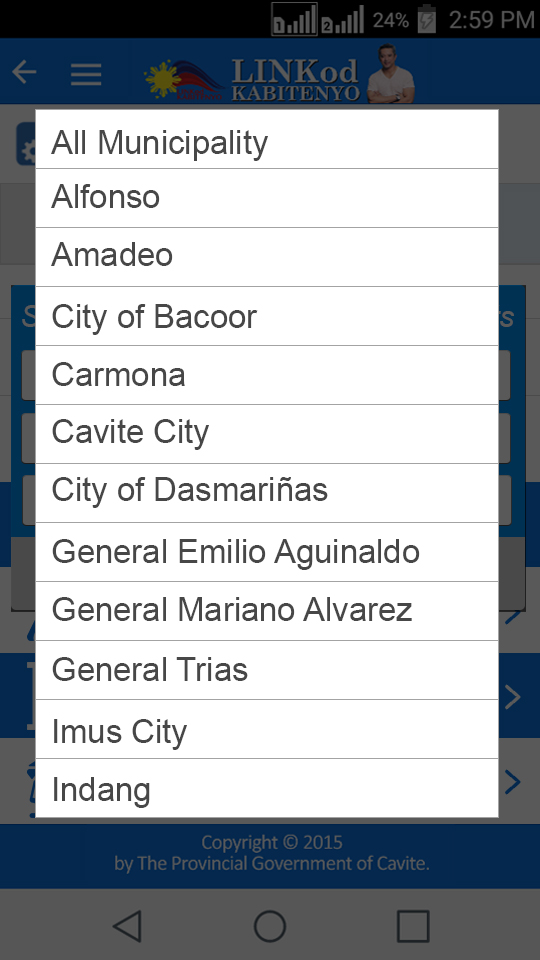 1 2 24% 2:59 PM
LINKod
KABITENYO
All Municipality
Alfonso
Amadeo
City of Bacoor
S rs
Carmona
Cavite City
City of Dasmariñas
General Emilio Aguinaldo
General Mariano Alvarez
General Trias
Imus City
Indang
Copyright © 2015
by The Provincial Government of Cavite.